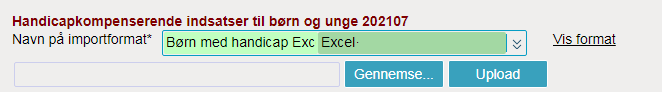 Handicapkompenserende indsatser til børn og unge 202107
Navn på importformat* Børn med handicap Exc Excel· Vis format
Gennemse... Upload